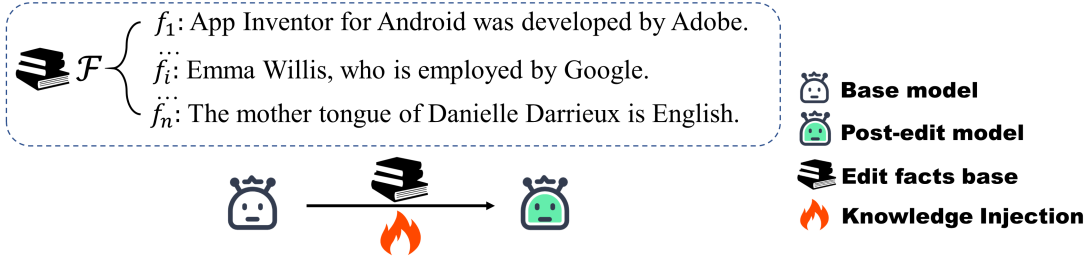 f₁: App Inventor for Android was developed by Adobe.
...
ℱ fᵢ: Emma Willis, who is employed by Google.
...
fₙ: The mother tongue of Danielle Darrieux is English.
Base model
Post-edit model
Edit facts base
Knowledge Injection